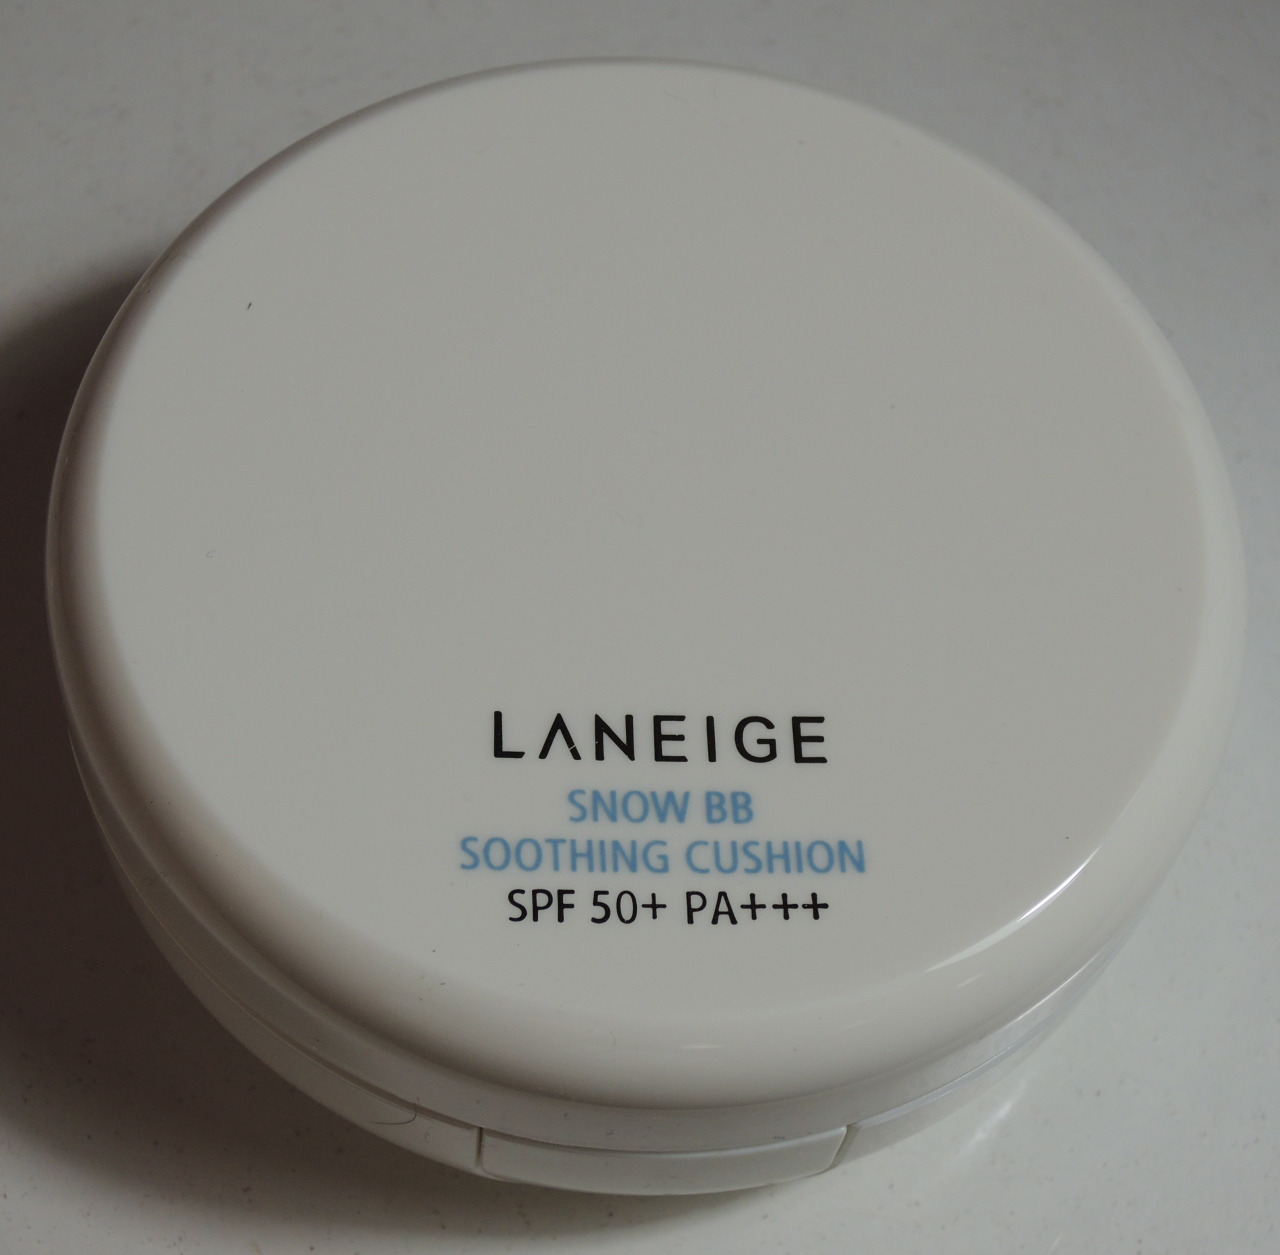 LANEIGE
SNOW BB
SOOTHING CUSHION
SPF 50+ PA+++